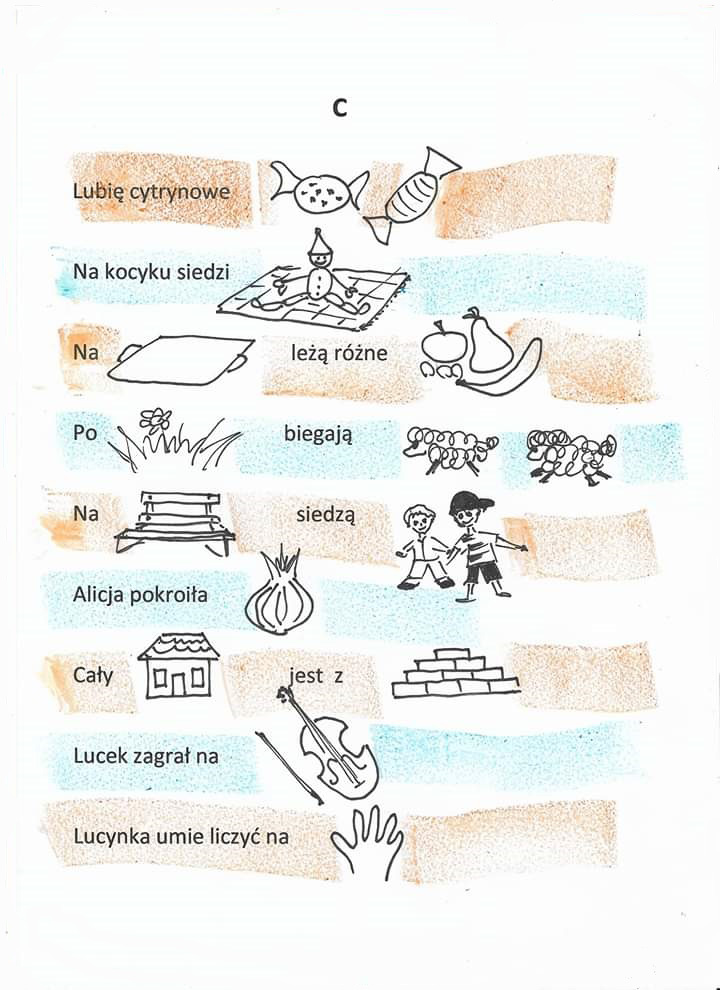 C
Lubię cytrynowe
Na kocyku siedzi
Na leżą różne
Po biegają
Na siedzą
Alicja pokroiła
Cały jest z
Lucek zagrał na
Lucynka umie liczyć na